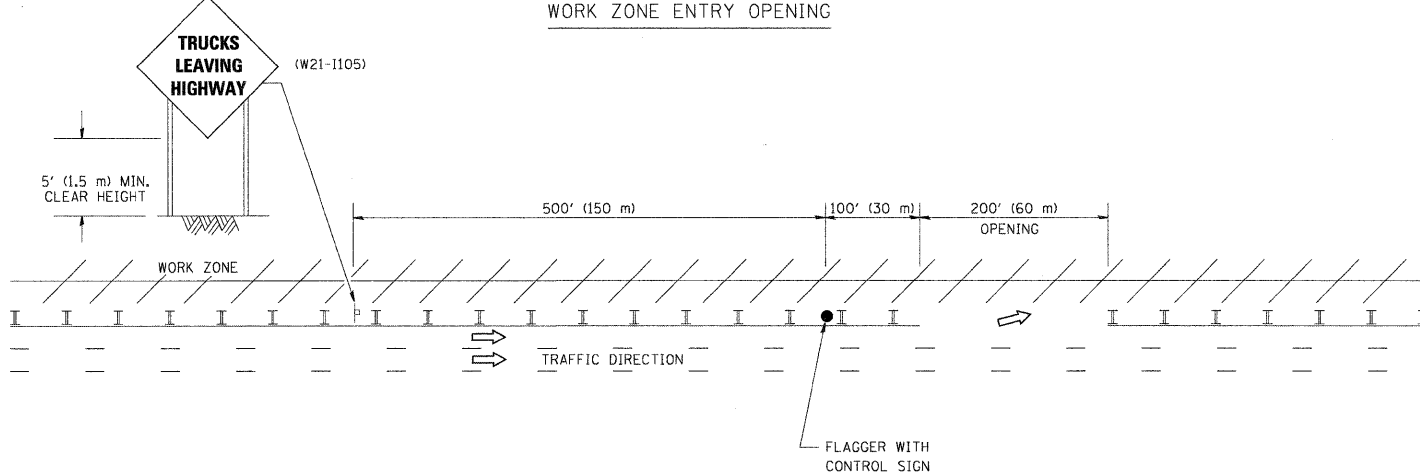 WORK ZONE ENTRY OPENING
TRUCKS
LEAVING
HIGHWAY
(W21-I105)
5' (1.5 m) MIN.
CLEAR HEIGHT
500' (150 m)
100' (30 m)
200' (60 m)
OPENING
WORK ZONE
TRAFFIC DIRECTION
FLAGGER WITH
CONTROL SIGN